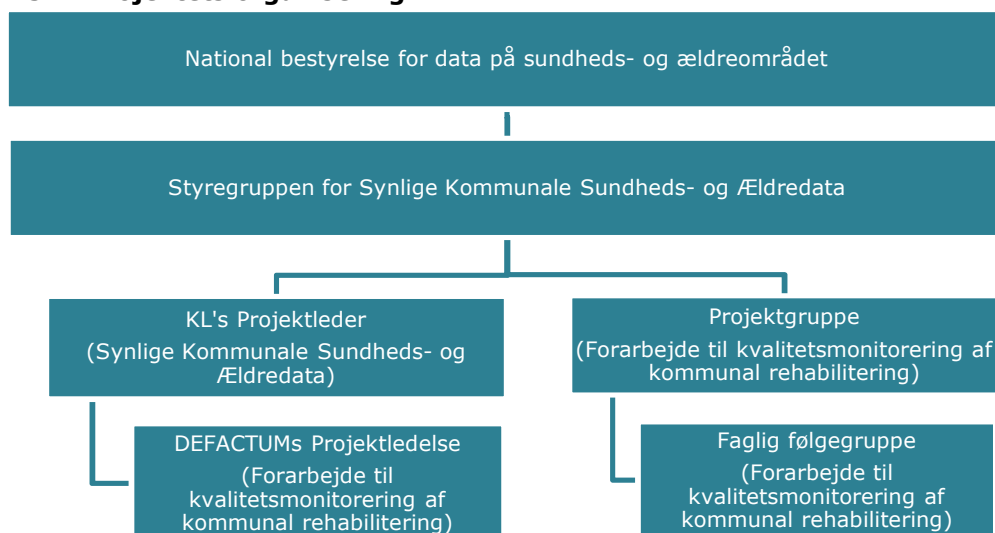 National bestyrelse for data på sundheds- og ældreområdet
Styregruppen for Synlige Kommunale Sundheds- og Ældredata
KL's Projektleder
(Synlige Kommunale Sundheds- og
Ældredata)
Projektgruppe
(Forarbejde til kvalitetsmonitorering af
kommunal rehabilitering)
DEFACTUMs Projektledelse
(Forarbejde til
kvalitetsmonitorering af
kommunal rehabilitering)
Faglig følgegruppe
(Forarbejde til
kvalitetsmonitorering af
kommunal rehabilitering)